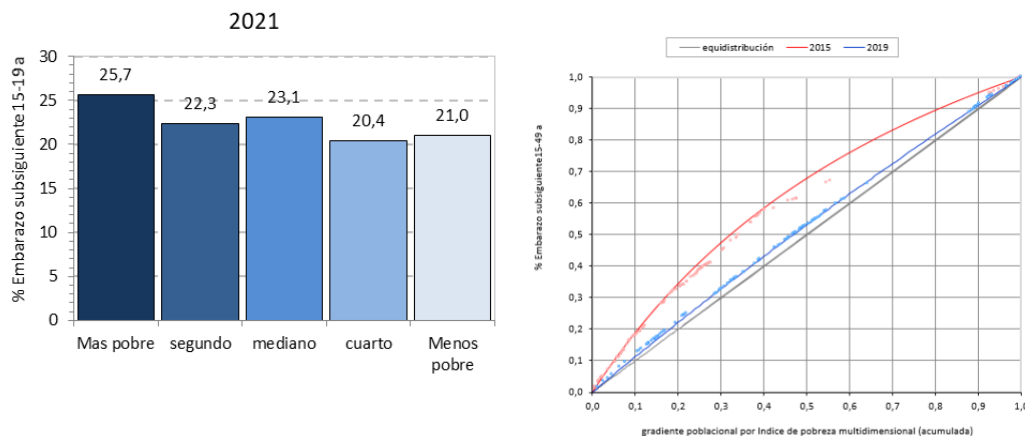 2021
% Embarazo subsiguiente15-19 a
30
25
20
15
10
5
0
25,7
22,3
23,1
20,4
21,0
Mas pobre
segundo
mediano
cuarto
Menos
pobre
equidistribución
2015
2019
% Embarazo subsiguiente15-49 a
1,0
0,9
0,8
0,7
0,6
0,5
0,4
0,3
0,2
0,1
0,0
0,0 0,1 0,2 0,3 0,4 0,5 0,6 0,7 0,8 0,9 1,0
gradiente poblacional por Indice de pobreza multidimensional (acumulada)